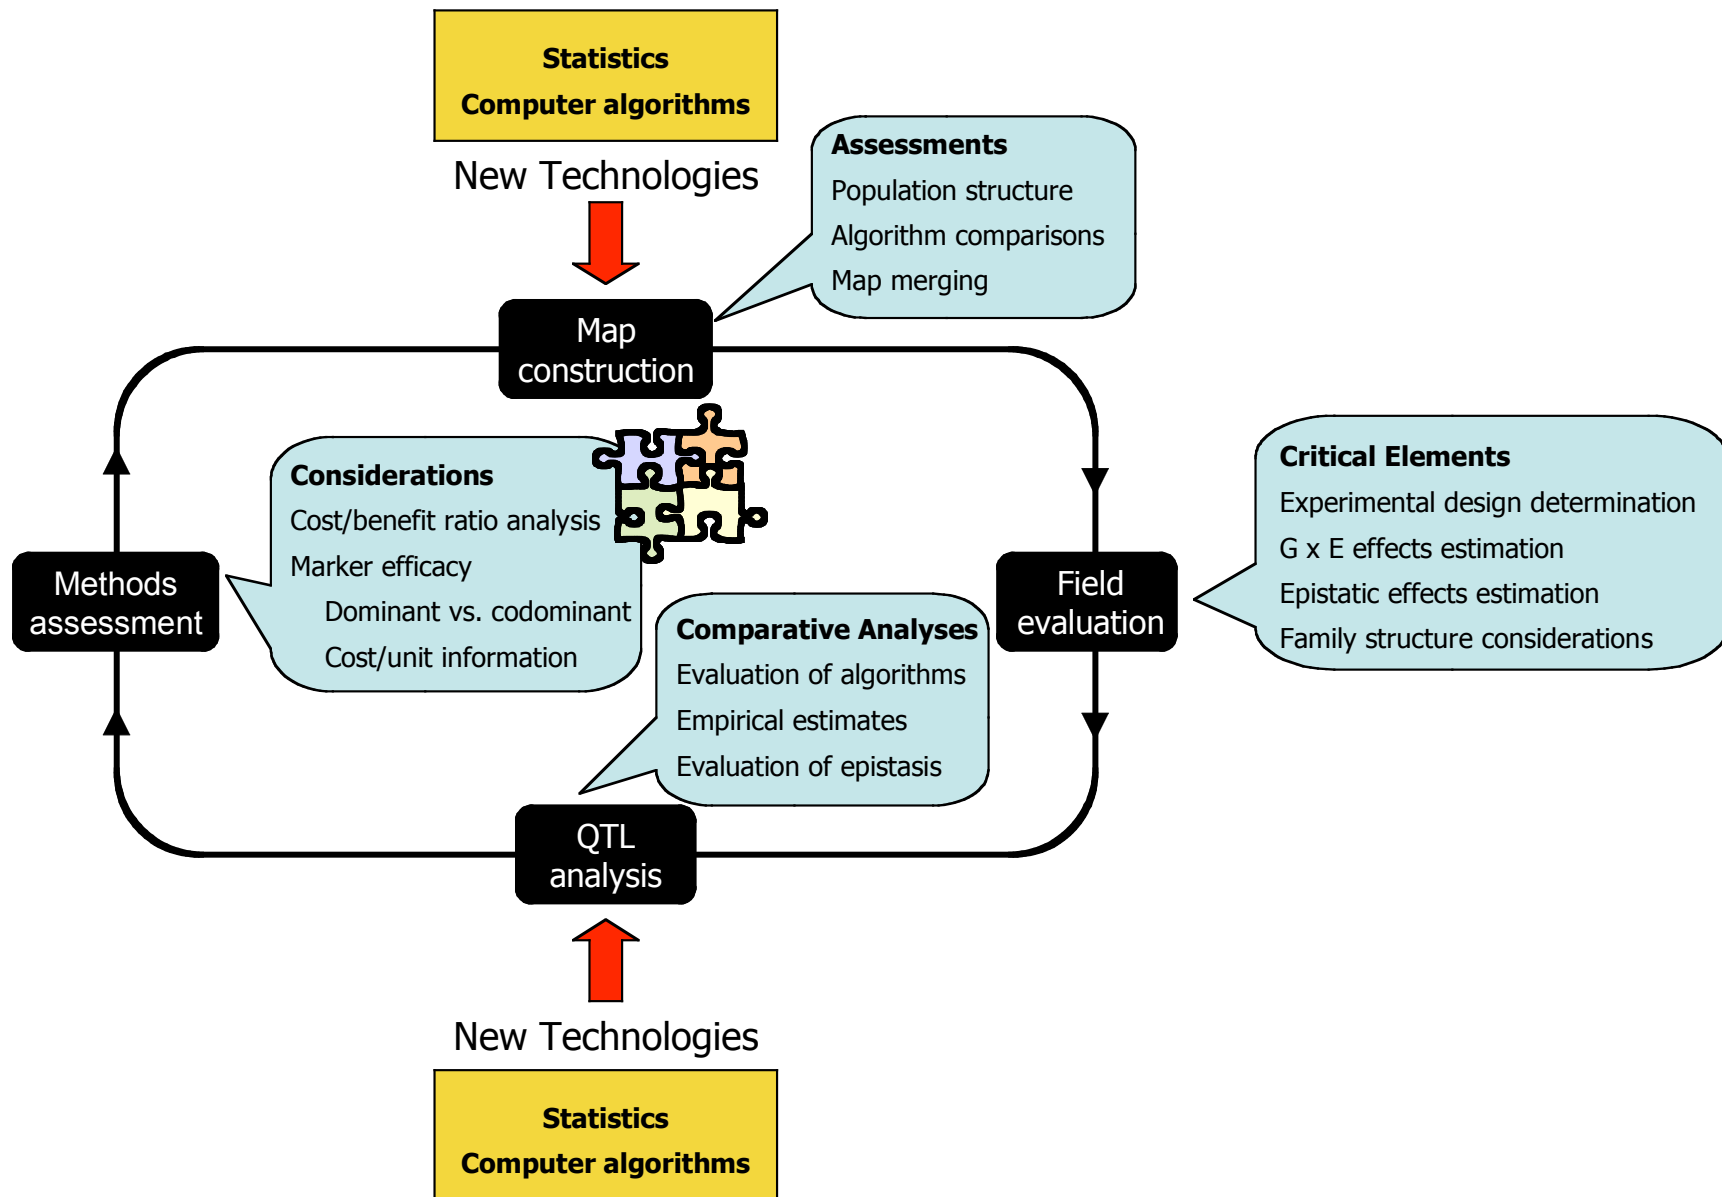 Statistics
Computer algorithms
New Technologies
Assessments
Population structure
Algorithm comparisons
Map merging
Map
construction
Considerations
Cost/benefit ratio analysis
Marker efficacy
Dominant vs. codominant
Cost/unit information
Critical Elements
Experimental design determination
G x E effects estimation
Epistatic effects estimation
Family structure considerations
Methods
assessment
Field
evaluation
Comparative Analyses
Evaluation of algorithms
Empirical estimates
Evaluation of epistasis
QTL
analysis
New Technologies
Statistics
Computer algorithms